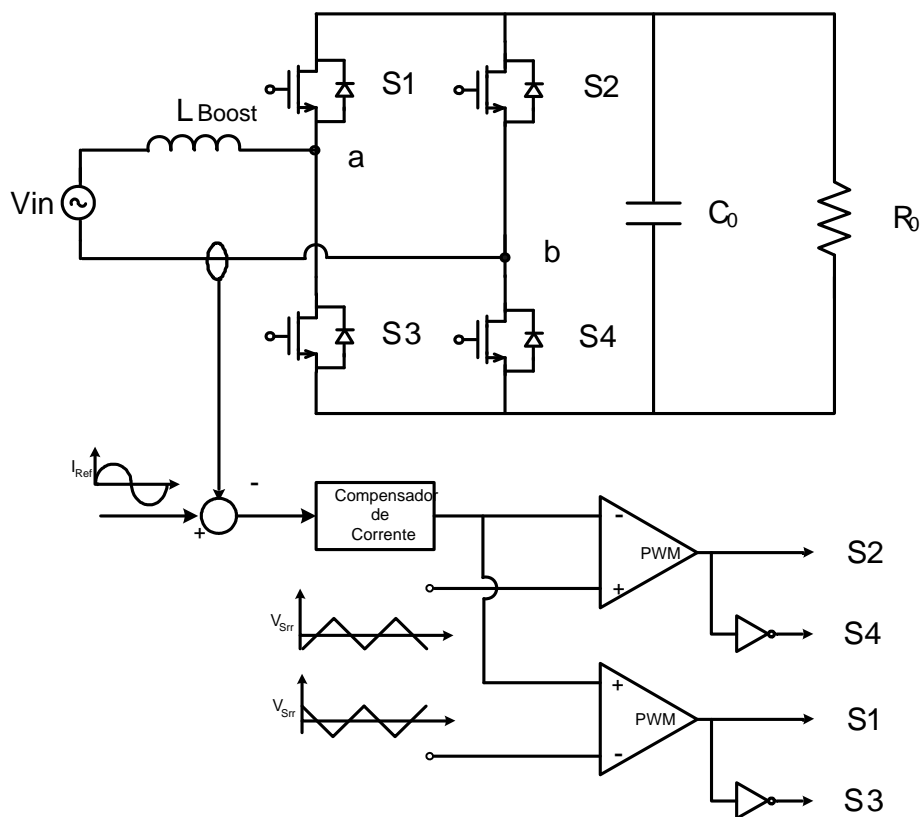 S1
S2
L Boost
a
Vin
C0
R0
b
S3
S4
IRef
-
+
Compensador
de
Corrente
-
PWM
+
S2
VSrr
S4
VSrr
+
PWM
-
S1
S3